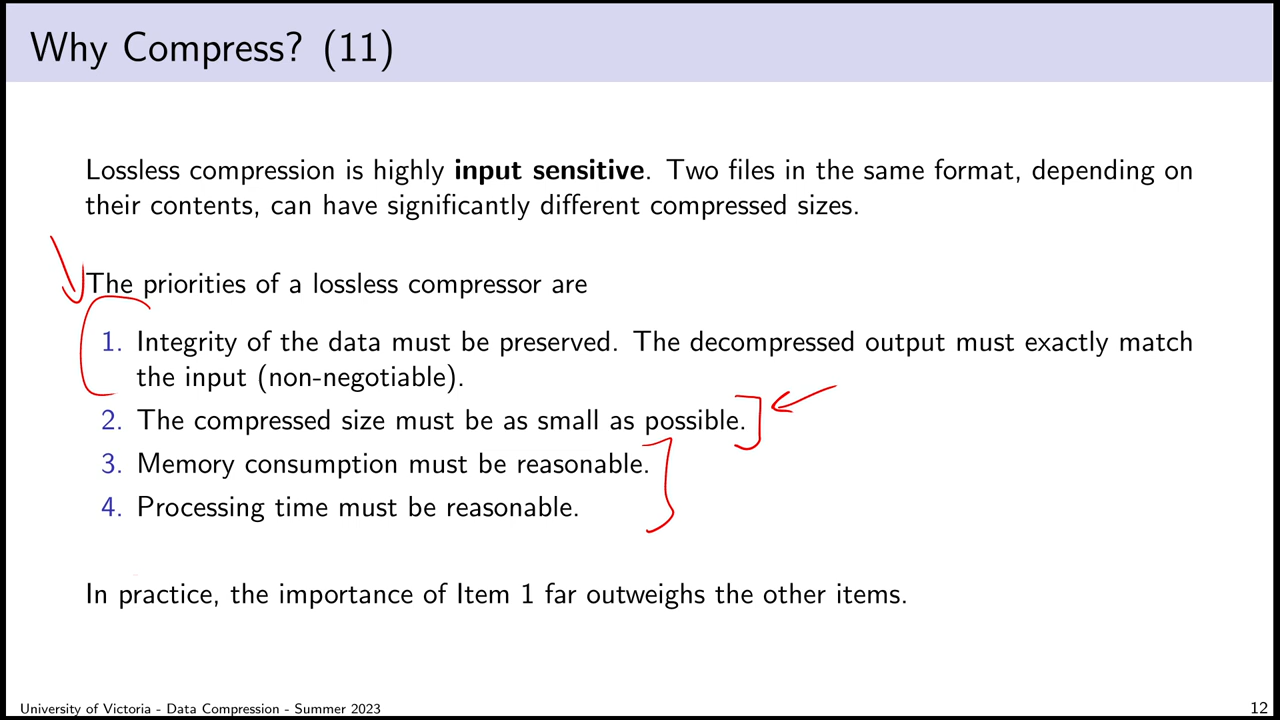 Why Compress? (11)
Lossless compression is highly input sensitive. Two files in the same format, depending on
their contents, can have significantly different compressed sizes.
The priorities of a lossless compressor are
1. Integrity of the data must be preserved. The decompressed output must exactly match
the input (non-negotiable).
2. The compressed size must be as small as possible.
3. Memory consumption must be reasonable.
4. Processing time must be reasonable.
In practice, the importance of Item 1 far outweighs the other items.
University of Victoria - Data Compression - Summer 2023
12